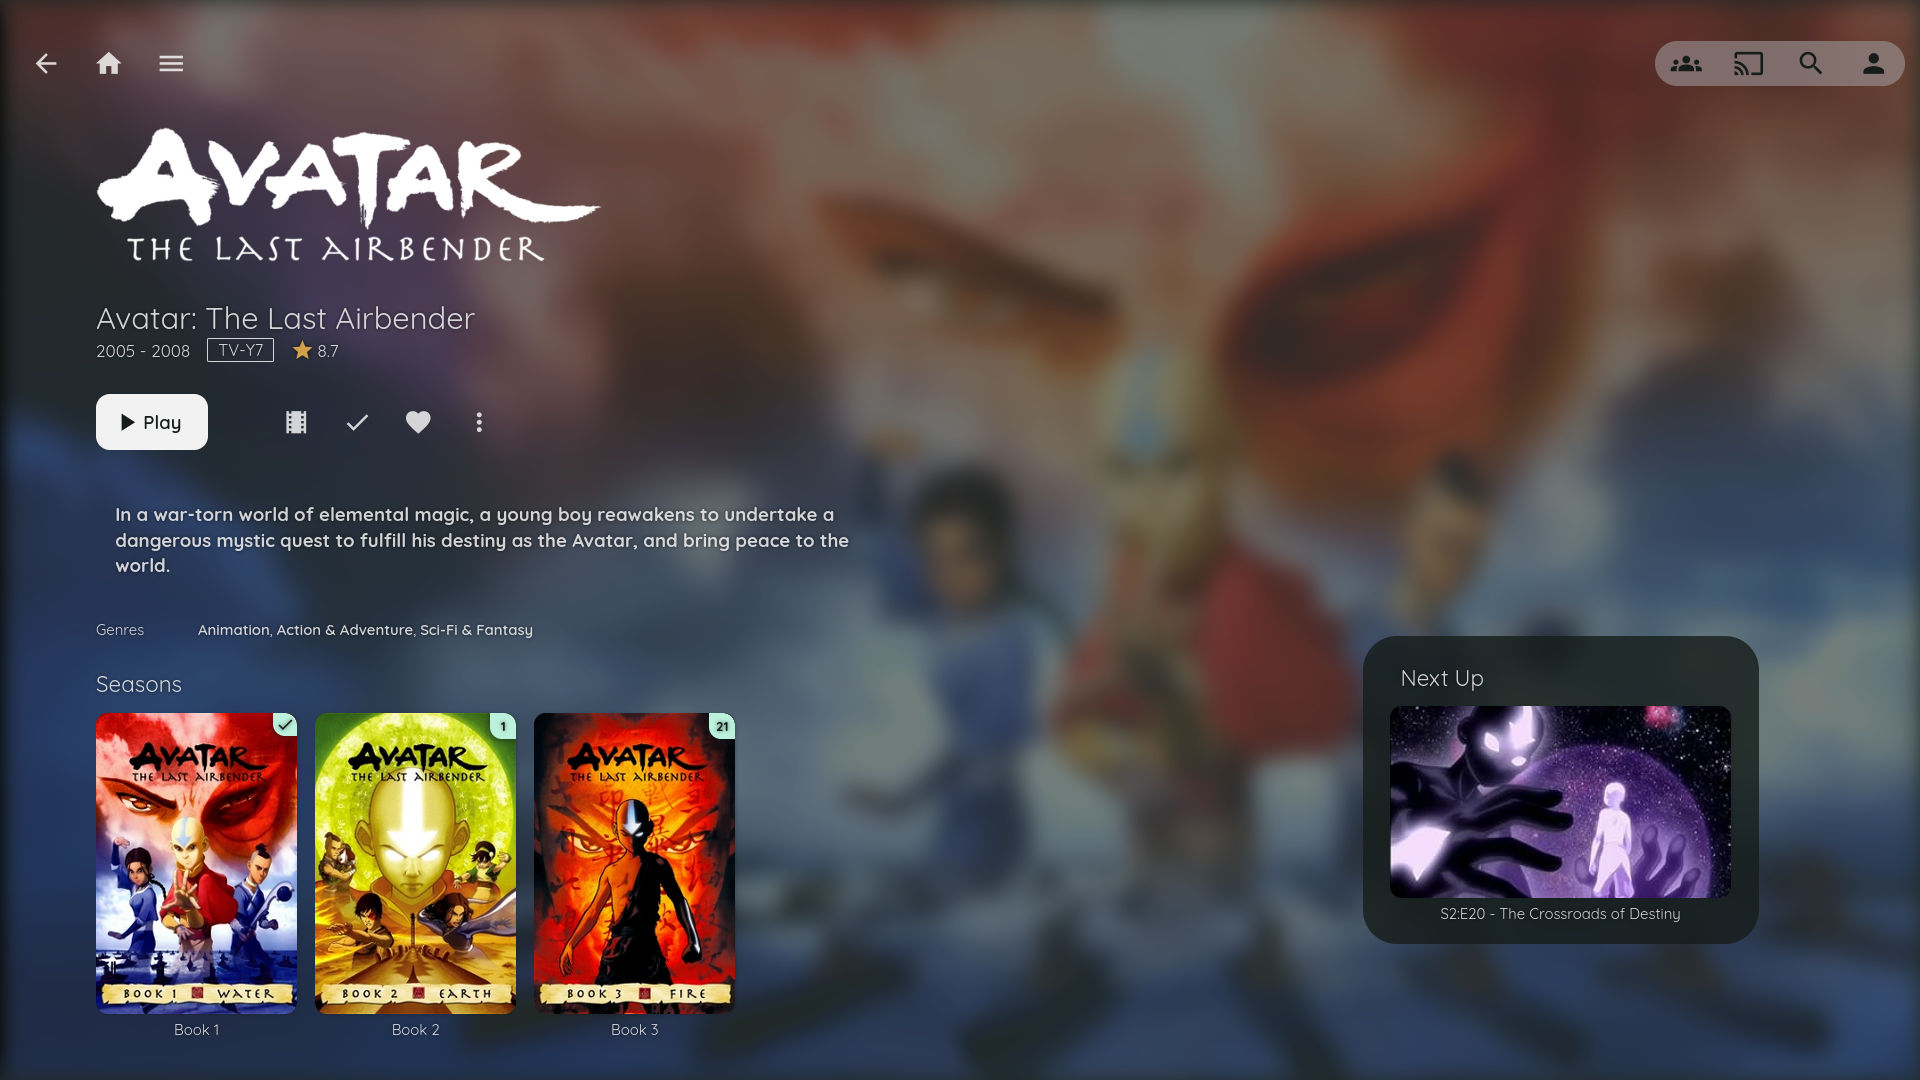 AVATAR
THE LAST AIRBENDER
Avatar: The Last Airbender
2005 - 2008 TV-Y7 8.7
Play
In a war-torn world of elemental magic, a young boy reawakens to undertake a
dangerous mystic quest to fulfill his destiny as the Avatar, and bring peace to the
world.
Genres Animation, Action & Adventure, Sci-Fi & Fantasy
Seasons
AVATAR
THE LAST AIRBENDER
BOOK 1 WATER
Book 1
1
AVATAR
THE LAST AIRBENDER
BOOK 2 EARTH
Book 2
21
AVATAR
THE LAST AIRBENDER
BOOK 3 FIRE
Book 3
Next Up
S2:E20 - The Crossroads of Destiny